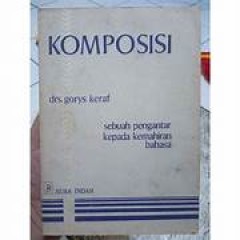 KOMPOSISI
drs. gorys keraf
sebuah pengantar
kepada kemahiran
bahasa
NUSA INDAH